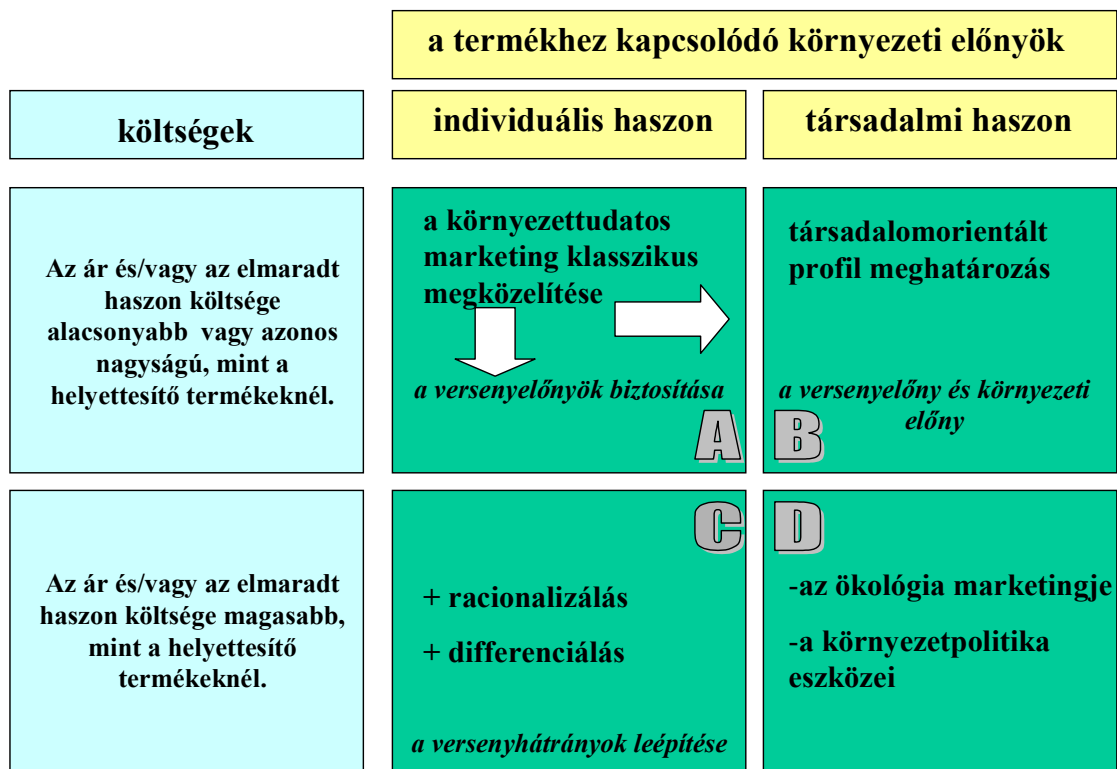 a termékhez kapcsolódó környezeti előnyök
költségek
individuális haszon
társadalmi haszon
Az ár és/vagy az elmaradt
haszon költsége
alacsonyabb vagy azonos
nagyságú, mint a
helyettesítő termékeknél.
a környezettudatos
marketing klasszikus
megközelítése
a versenyelőnyök biztosítása
A
társadalomorientált
profil meghatározás
a versenyelőny és környezeti
előny
B
Az ár és/vagy az elmaradt
haszon költsége magasabb,
mint a helyettesítő
termékeknél.
C
+ racionalizálás
+ differenciálás
a versenyhátrányok leépítése
D
-az ökológia marketingje
-a környezetpolitika
eszközei